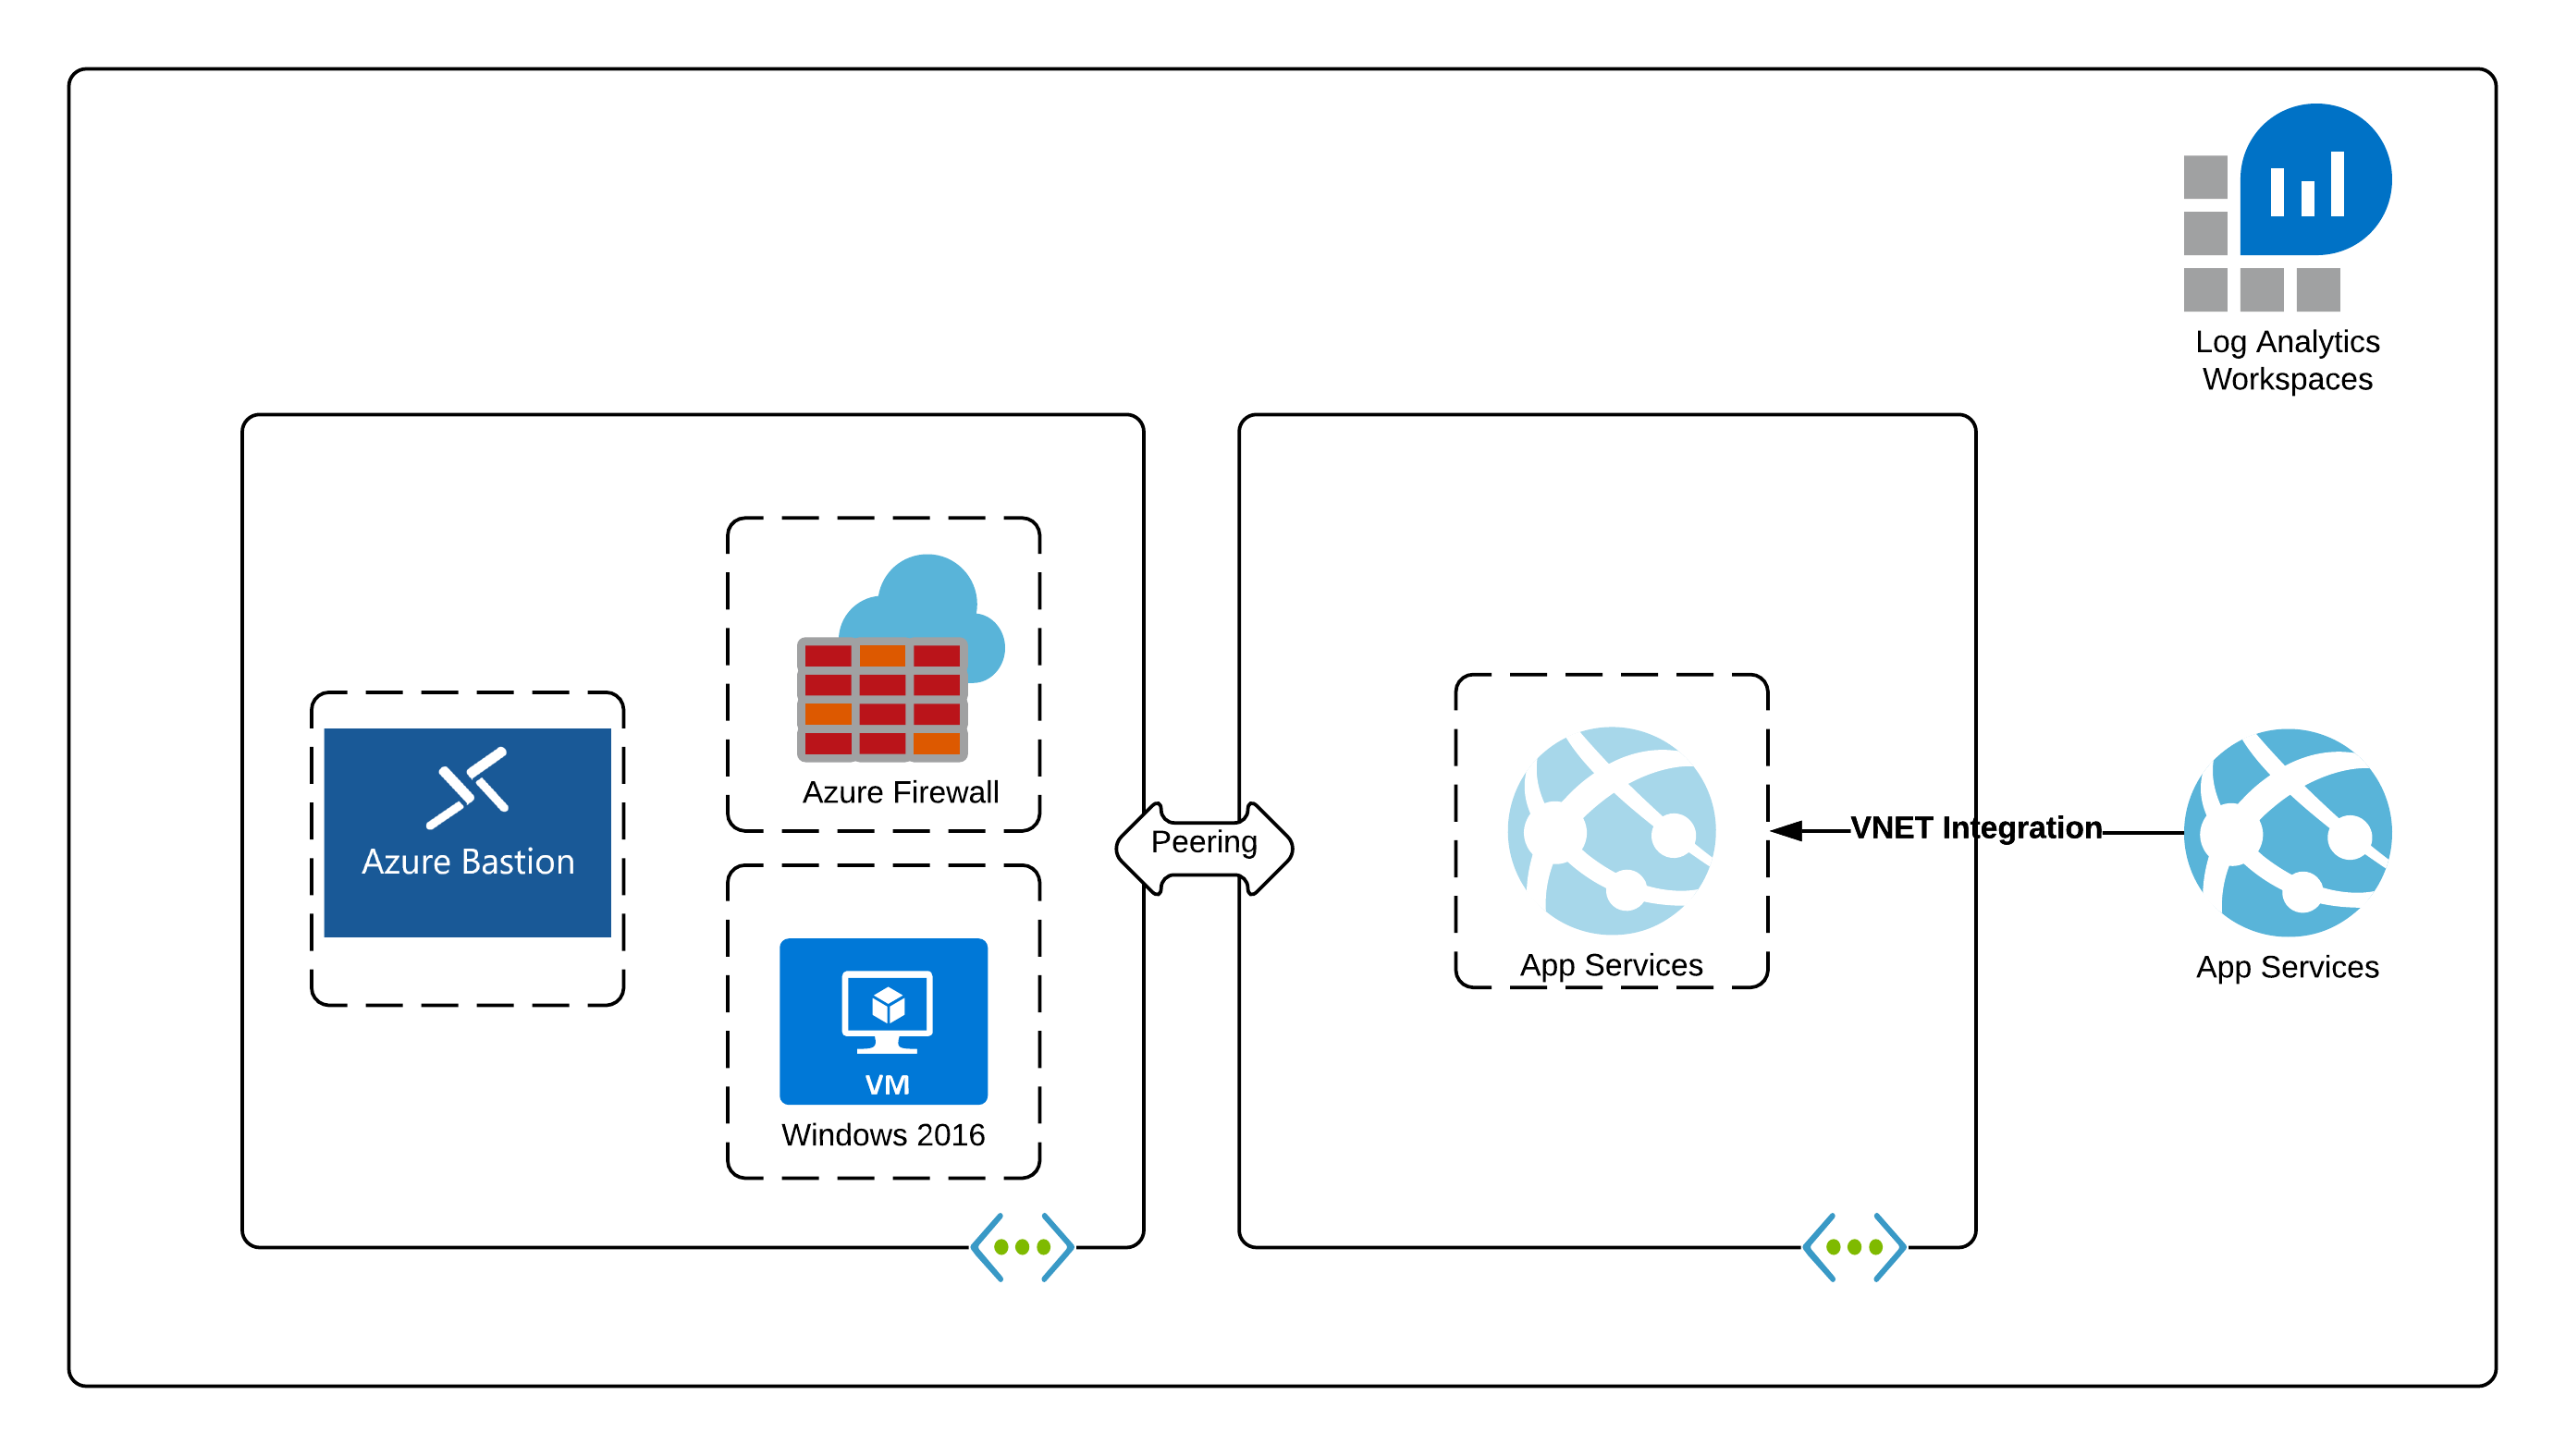 Log Analytics
Workspaces
Azure Firewall
Azure Bastion
Peering
VNET Integration
App Services
App Services
VM
Windows 2016